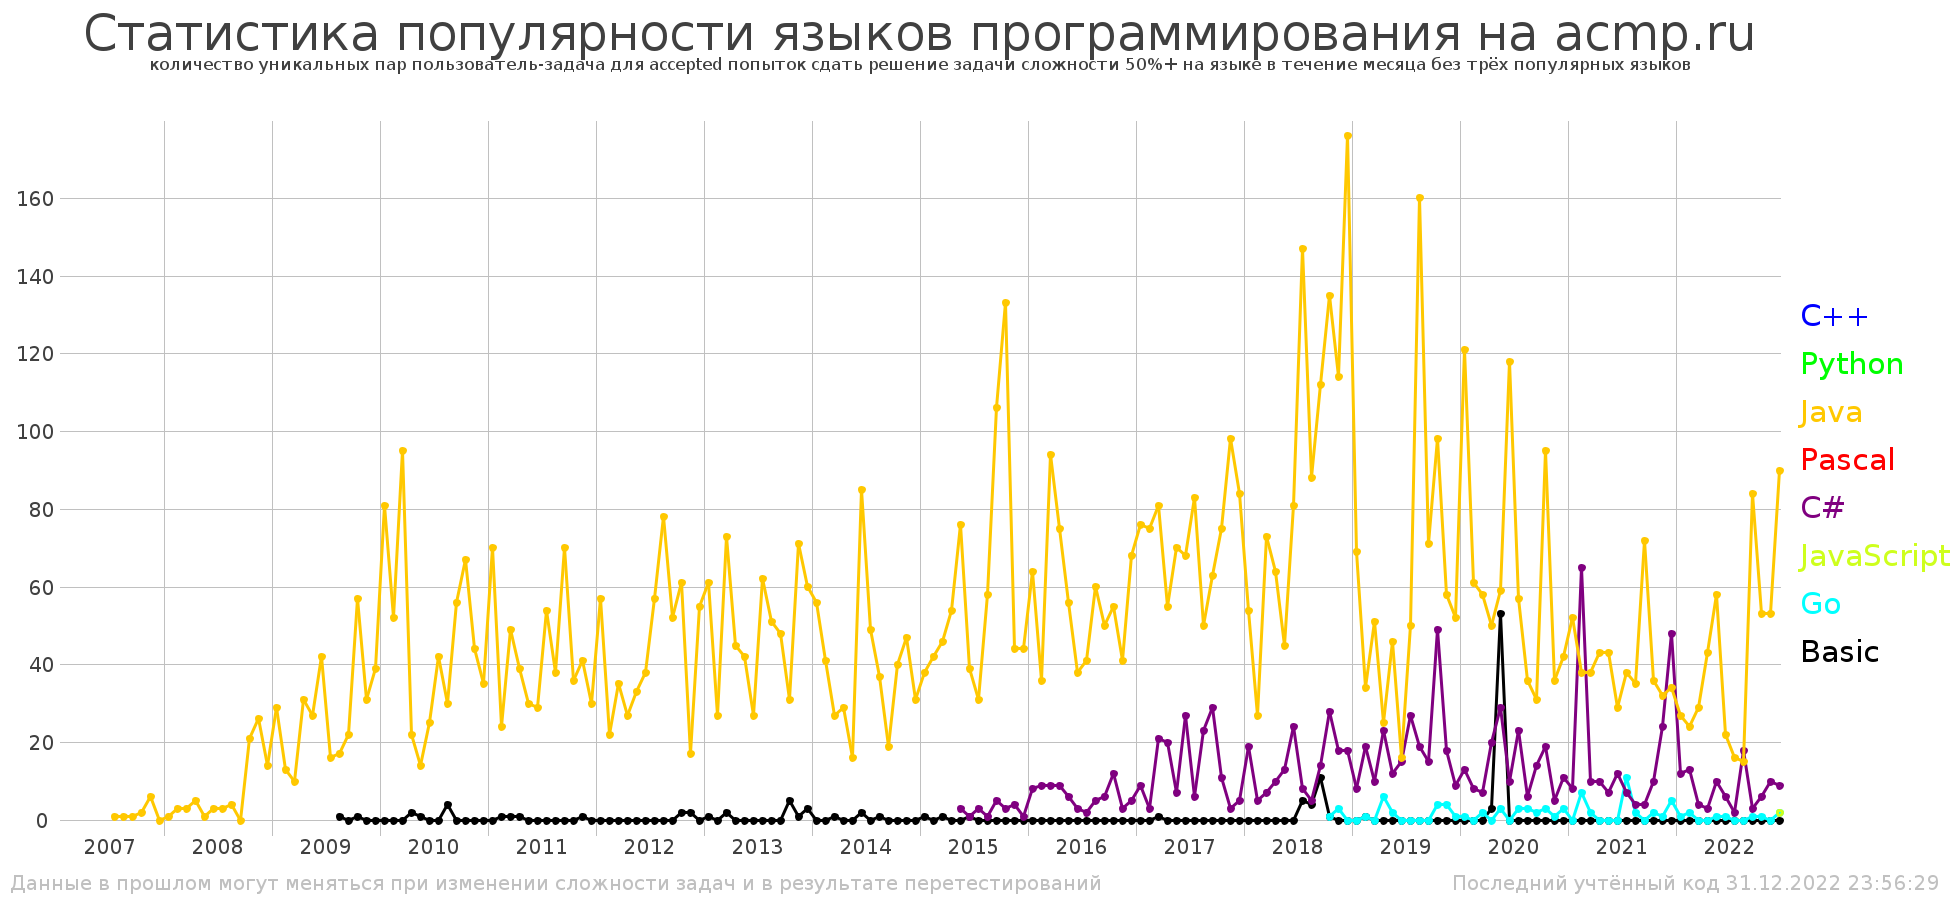 Статистика популярности языков программирования на acmp.ru
количество уникальных пар пользователь-задача для accepted попыток сдать решение задачи сложности 50%+ на языке в течение месяца без трёх популярных языков
160
140
120
100
80
60
40
20
0
C++
Python
Java
Pascal
C#
JavaScript
Go
Basic
2007 2008 2009 2010 2011 2012 2013 2014 2015 2016 2017 2018 2019 2020 2021 2022
Данные в прошлом могут меняться при изменении сложности задач и в результате перетестирований
Последний учтённый код 31.12.2022 23:56:29